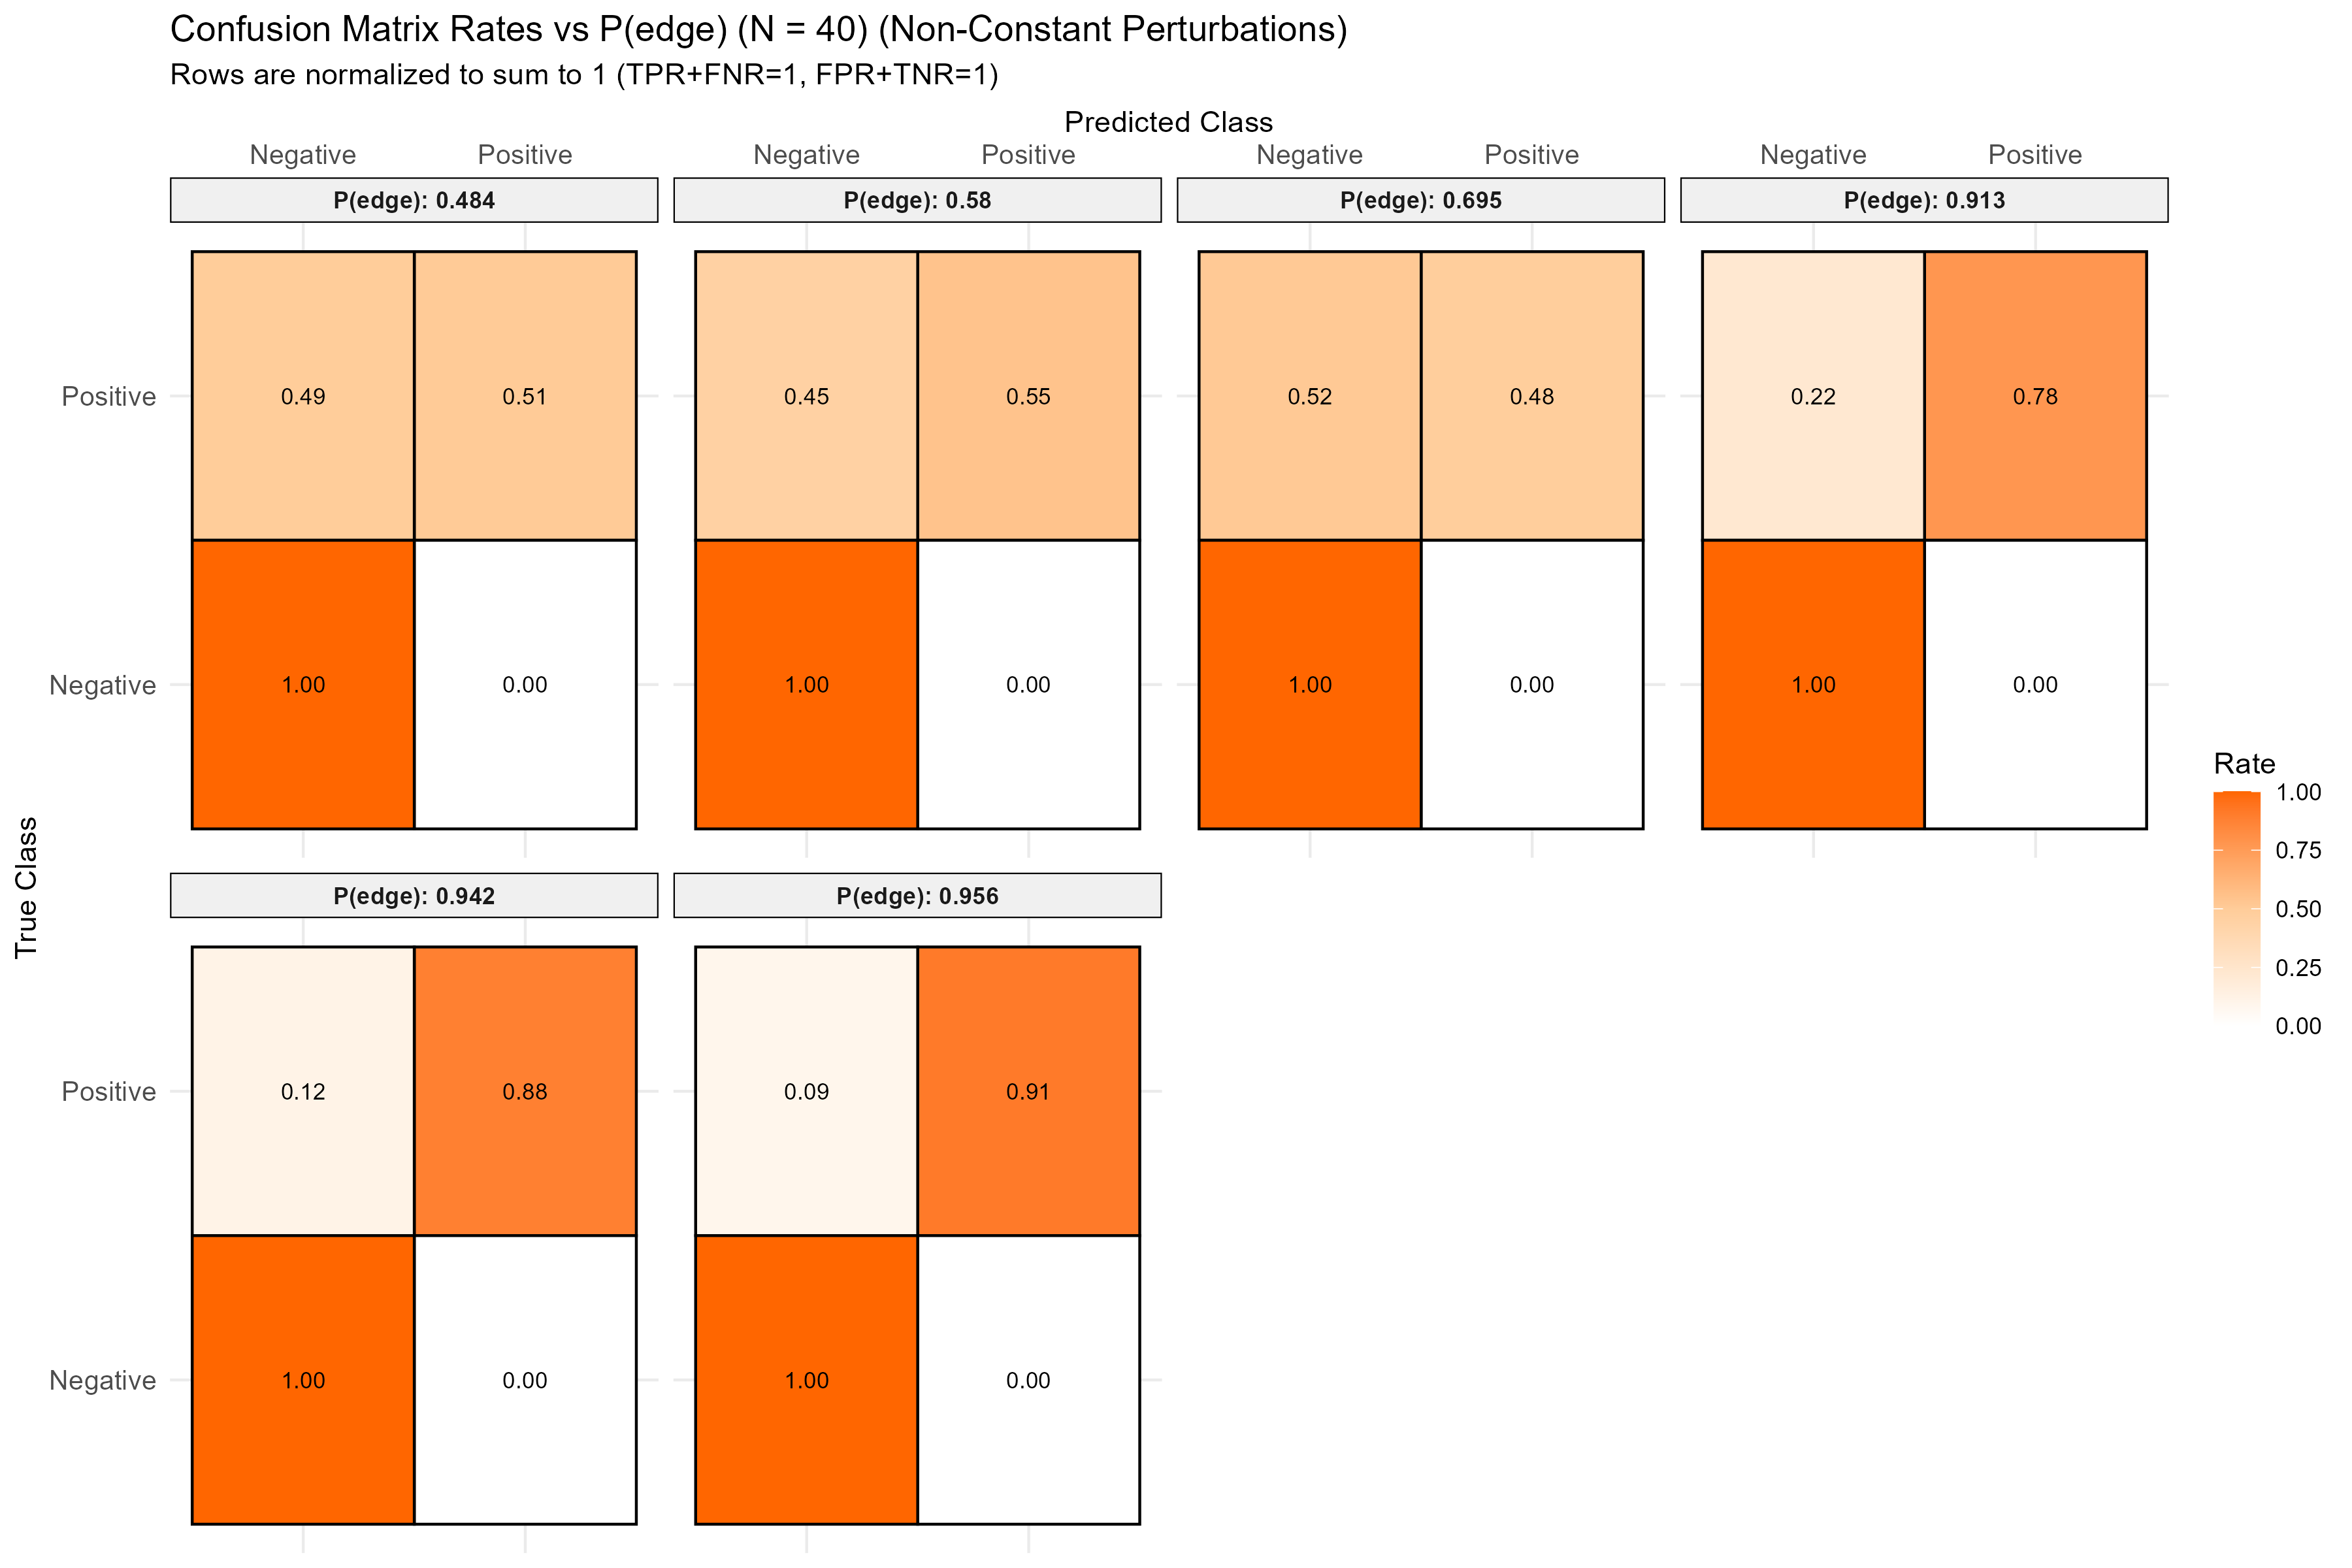 Confusion Matrix Rates vs P(edge) (N = 40) (Non-Constant Perturbations)
Rows are normalized to sum to 1 (TPR+FNR=1, FPR+TNR=1)
Predicted Class
Negative Positive Negative Positive Negative Positive Negative Positive
P(edge): 0.484 P(edge): 0.58 P(edge): 0.695 P(edge): 0.913
Positive 0.49 0.51 0.45 0.55 0.52 0.48 0.22 0.78
Negative 1.00 0.00 1.00 0.00 1.00 0.00 1.00 0.00
P(edge): 0.942 P(edge): 0.956
Positive 0.12 0.88 0.09 0.91
Negative 1.00 0.00 1.00 0.00
True Class
Rate
1.00
0.75
0.50
0.25
0.00